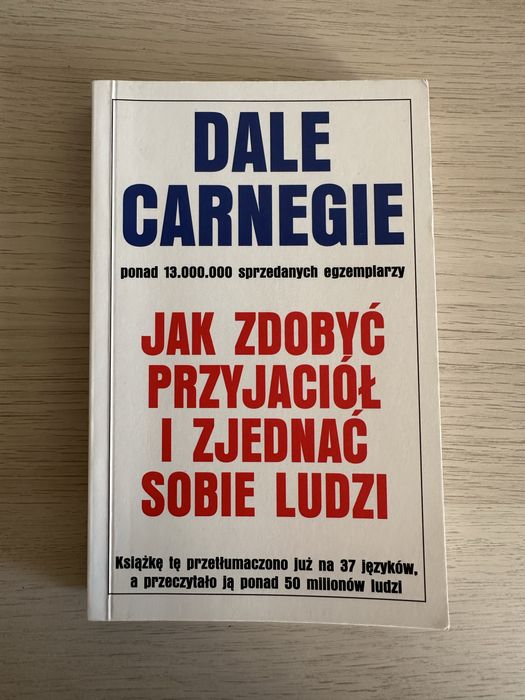 DALE
CARNEGIE
ponad 13.000.000 sprzedanych egzemplarzy
JAK ZDOBYĆ
PRZYJACIÓŁ
I ZJEDNAĆ
SOBIE LUDZI
Książkę tę przetłumaczono już na 37 języków,
a przeczytało ją ponad 50 milionów ludzi